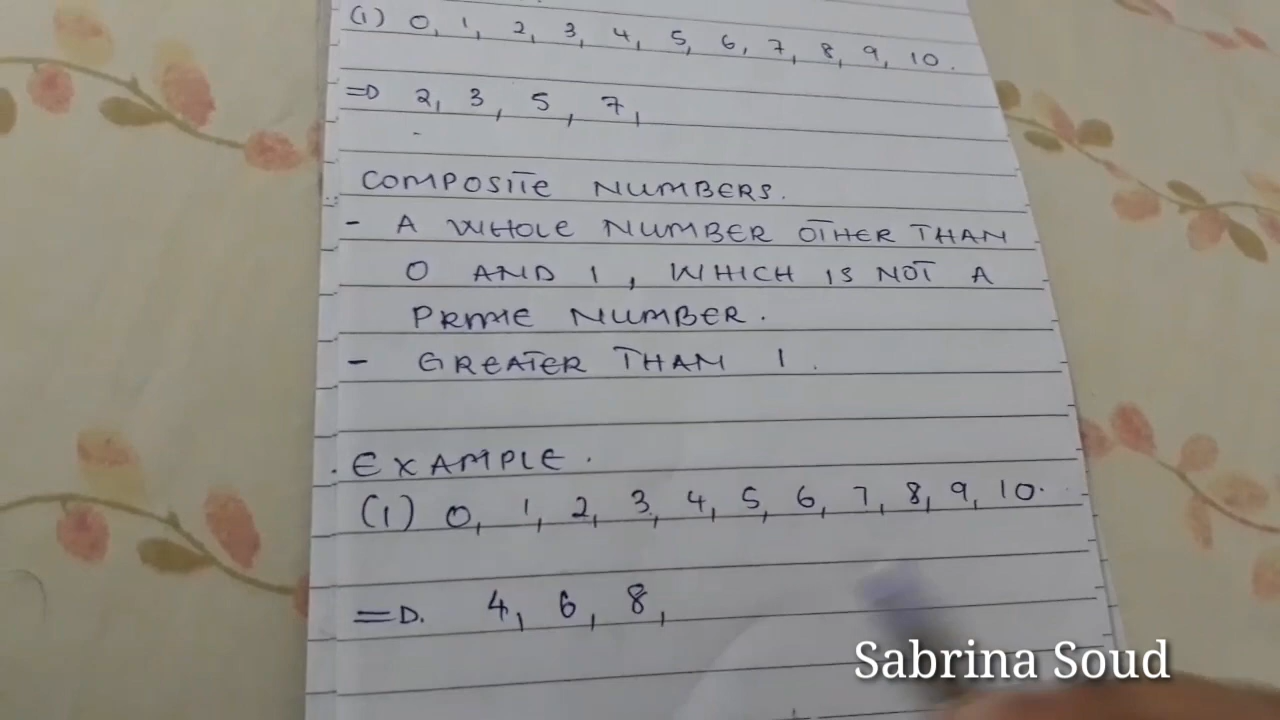 (1) 0, 1, 2, 3, 4, 5, 6, 7, 8, 9, 10.
⇒ 2, 3, 5, 7,
COMPOSITE NUMBERS.
- A WHOLE NUMBER OTHER THAN
0 AND 1, WHICH IS NOT A
PRIME NUMBER.
- GREATER THAN 1.
EXAMPLE.
(1) 0, 1, 2, 3, 4, 5, 6, 7, 8, 9, 10.
⇒. 4, 6, 8,
Sabrina Soud